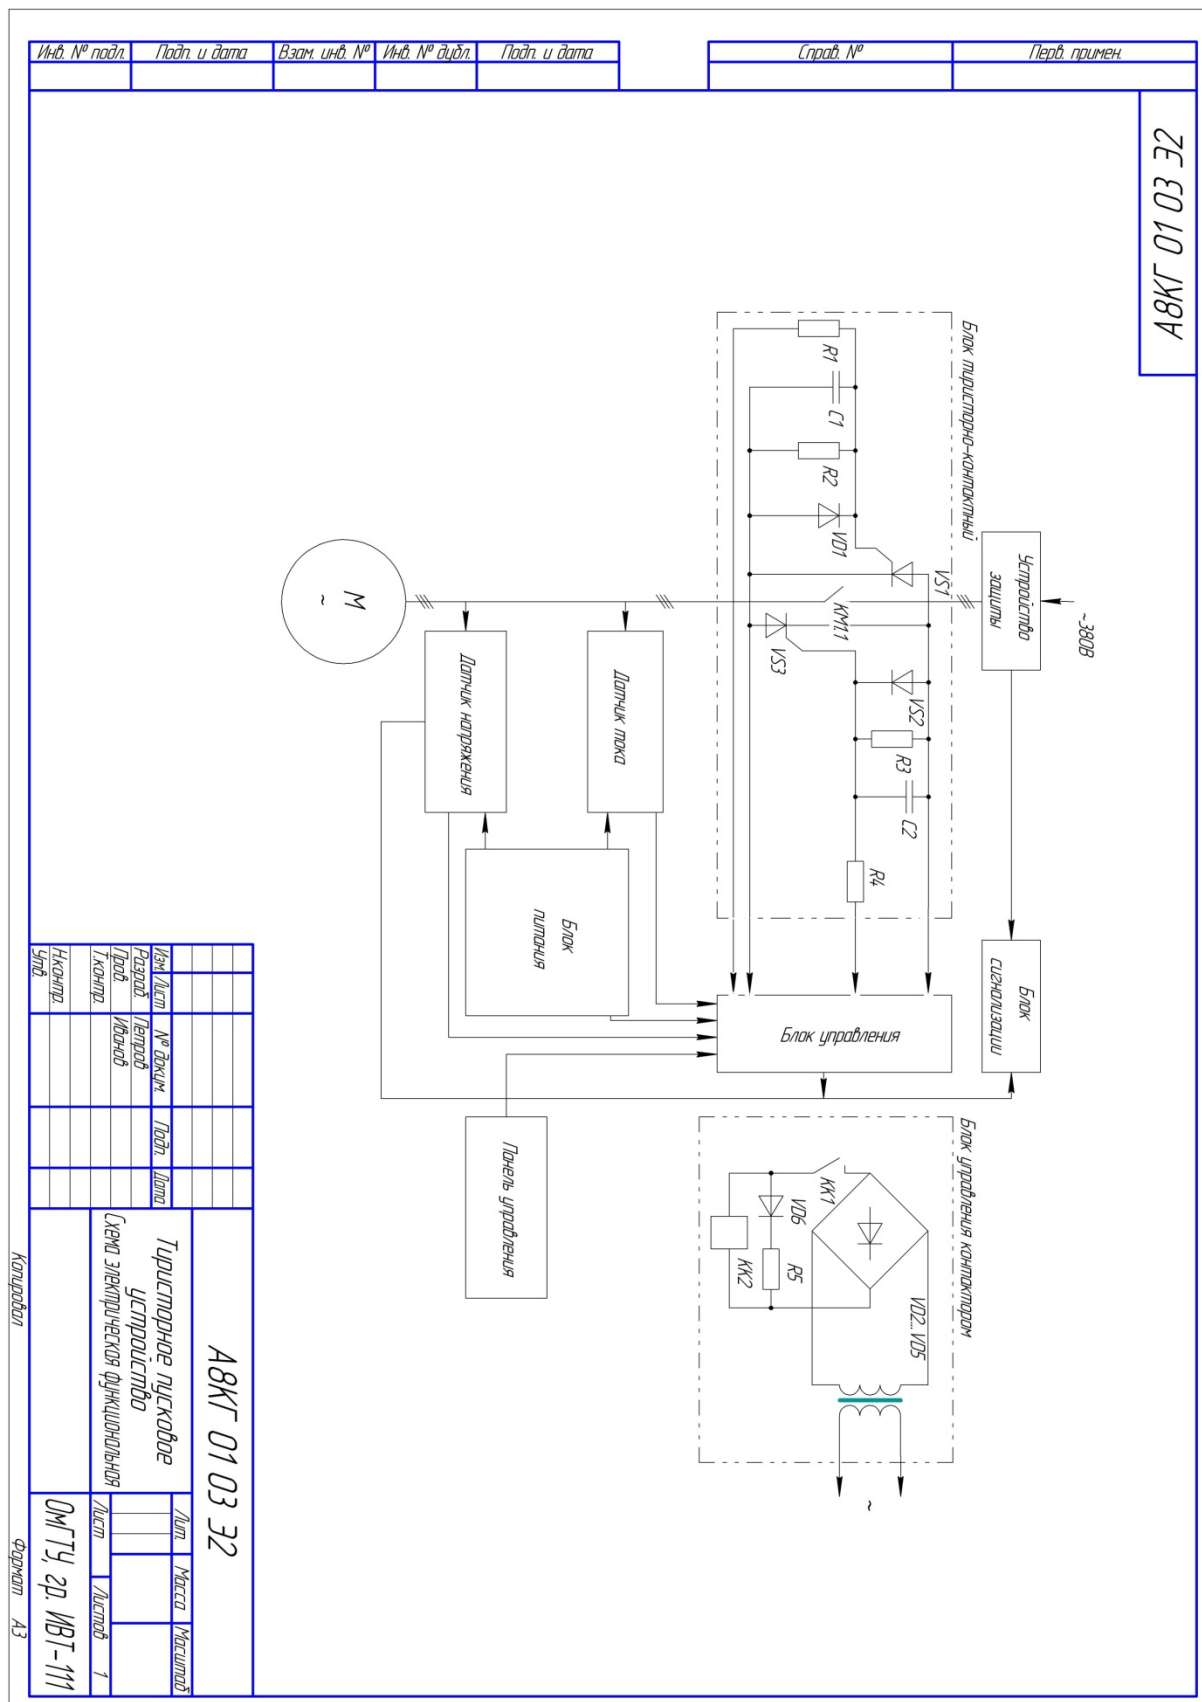 Перв. примен.
Справ. №
Подп. и дата
Инв. № дубл.
Взам. инв. №
Подп. и дата
Инв. № подл.
А8КГ 01 03 Э2
~380В
Устройство
защиты
Блок
сигнализации
Блок тиристорно-контактный
R1
C1
R2
VD1
VS1
KM1.1
VS3
VS2
R3
C2
R4
Блок управления
Блок управления контактором
KK1
VD6
R5
KK2
VD2...VD5
~
Датчик тока
Датчик напряжения
Блок
питания
Панель управления
М
~
А8КГ 01 03 Э2
Изм. Лист № докум. Подп. Дата
Разраб. Петров
Пров. Иванов
Т.контр.
Н.контр.
Утв.
Тиристорное пусковое
устройство
Схема электрическая функциональная
Лит. Масса Масштаб
Лист Листов 1
ОмГТУ, гр. ИВТ-111
Копировал Формат А3